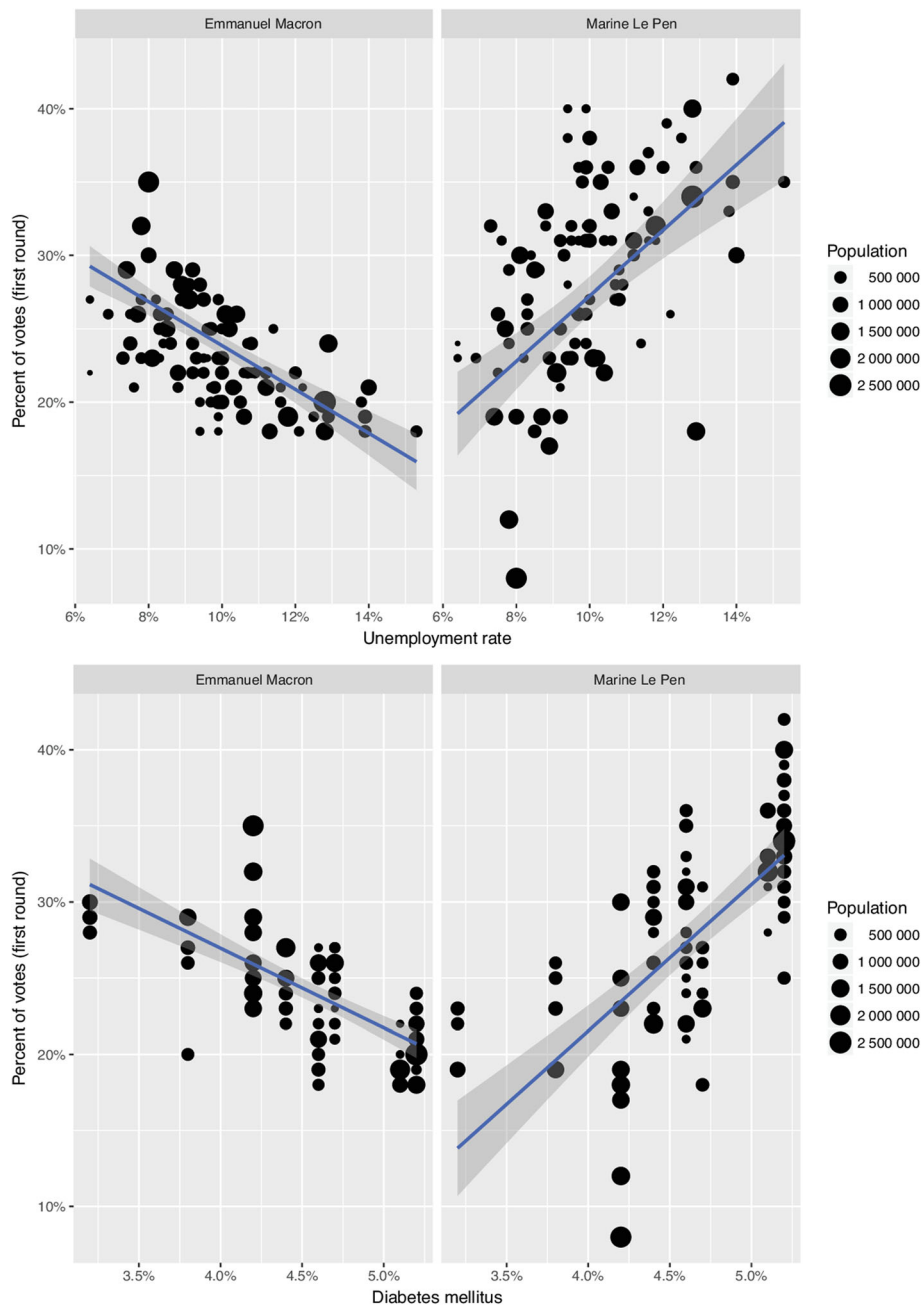 Emmanuel Macron Marine Le Pen
40%
30%
20%
10%
Percent of votes (first round)
6% 8% 10% 12% 14% 6% 8% 10% 12% 14%
Unemployment rate
Population
500 000
1 000 000
1 500 000
2 000 000
2 500 000
Emmanuel Macron Marine Le Pen
40%
30%
20%
10%
Percent of votes (first round)
3.5% 4.0% 4.5% 5.0% 3.5% 4.0% 4.5% 5.0%
Diabetes mellitus
Population
500 000
1 000 000
1 500 000
2 000 000
2 500 000